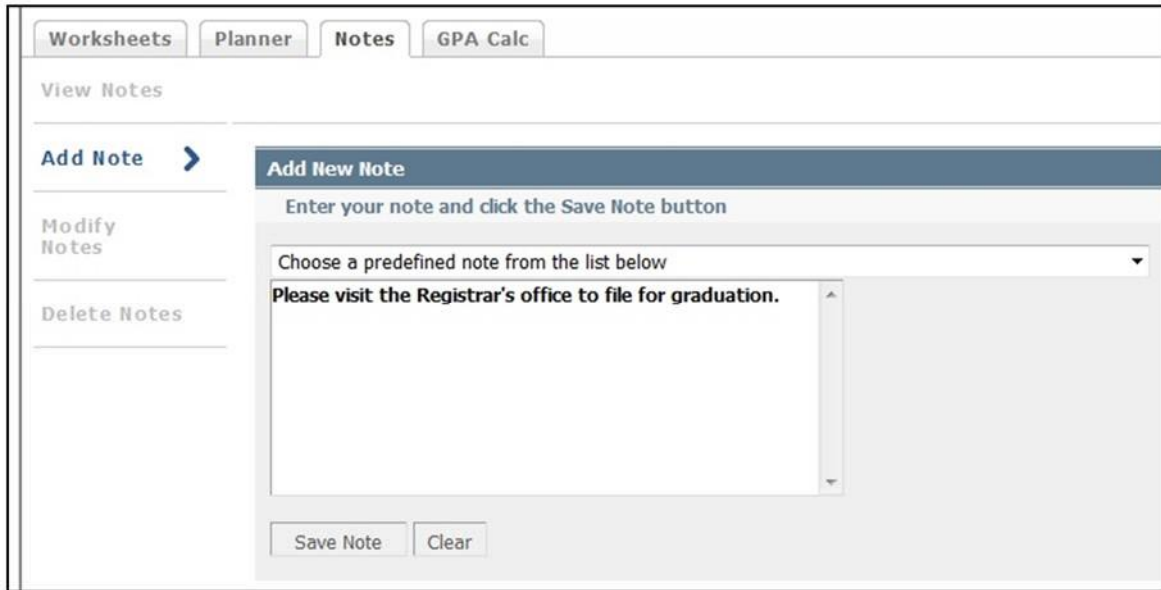 Worksheets Planner Notes GPA Calc
View Notes
Add Note
Add New Note
Enter your note and click the Save Note button
Modify
Notes
Choose a predefined note from the list below
Please visit the Registrar's office to file for graduation.
Delete Notes
Save Note Clear